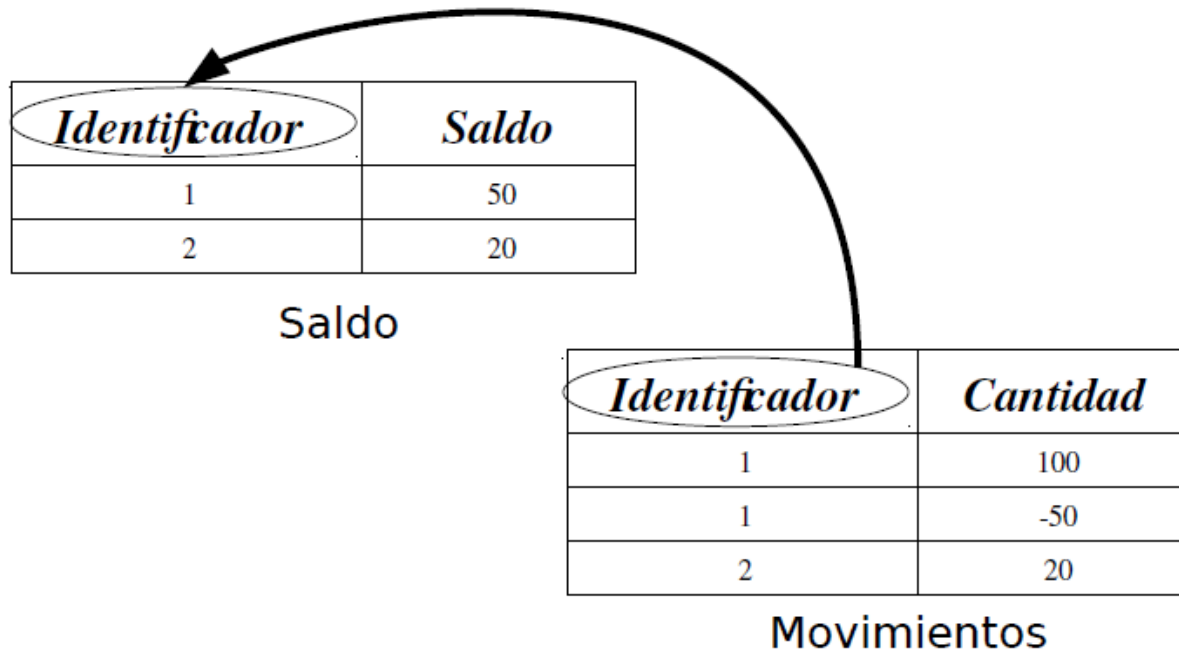 Identificador Saldo
1 50
2 20
Saldo
Identificador Cantidad
1 100
1 -50
2 20
Movimientos